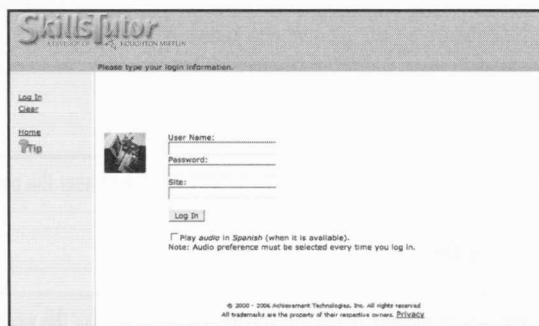 SkillsTutor
A DIVISION OF HOUGHTON MIFFLIN
Please type your login information.
Log In
Clear
Home
Tip
User Name:
Password:
Site:
Log In
Play audio in Spanish (when it is available).
Note: Audio preference must be selected every time you log in.
© 2000 - 2006 Achievement Technologies, Inc. All rights reserved
All trademarks are the property of their respective owners. Privacy